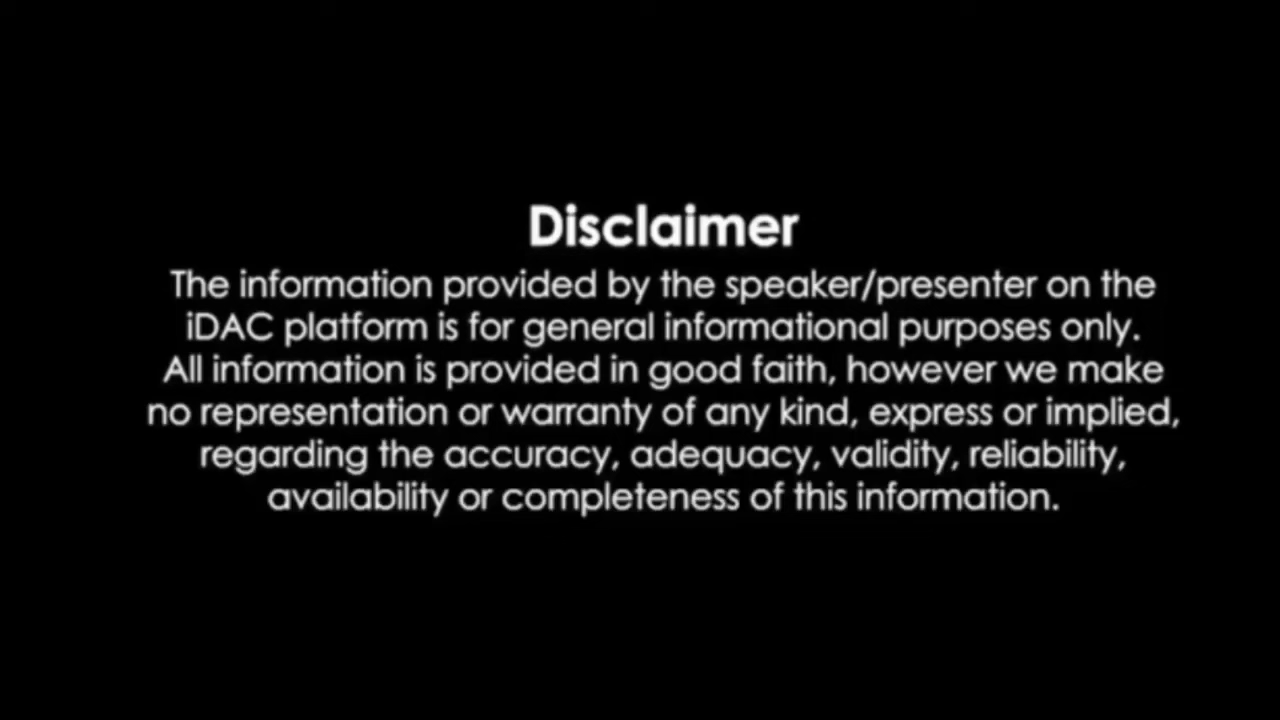 Disclaimer
The information provided by the speaker/presenter on the
iDAC platform is for general informational purposes only.
All information is provided in good faith, however we make
no representation or warranty of any kind, express or implied,
regarding the accuracy, adequacy, validity, reliability,
availability or completeness of this information.